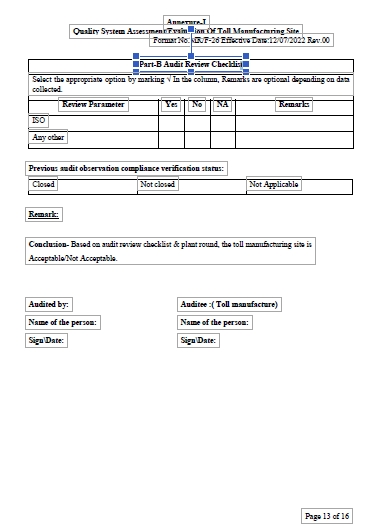 Annexure-I
Quality System Assessment/Evaluation Of Toll Manufacturing Site
Format No. MR/F-26 Effective Date:12/07/2022 Rev.00
Part-B Audit Review Checklist
Select the appropriate option by marking √ In the column, Remarks are optional depending on data
collected.
Review Parameter Yes No NA Remarks
ISO
Any other
Previous audit observation compliance verification status:
Closed Not closed Not Applicable
Remark:
Conclusion- Based on audit review checklist & plant round, the toll manufacturing site is
Acceptable/Not Acceptable.
Audited by: Auditee :( Toll manufacture)
Name of the person: Name of the person:
Sign\Date: Sign\Date:
Page 13 of 16